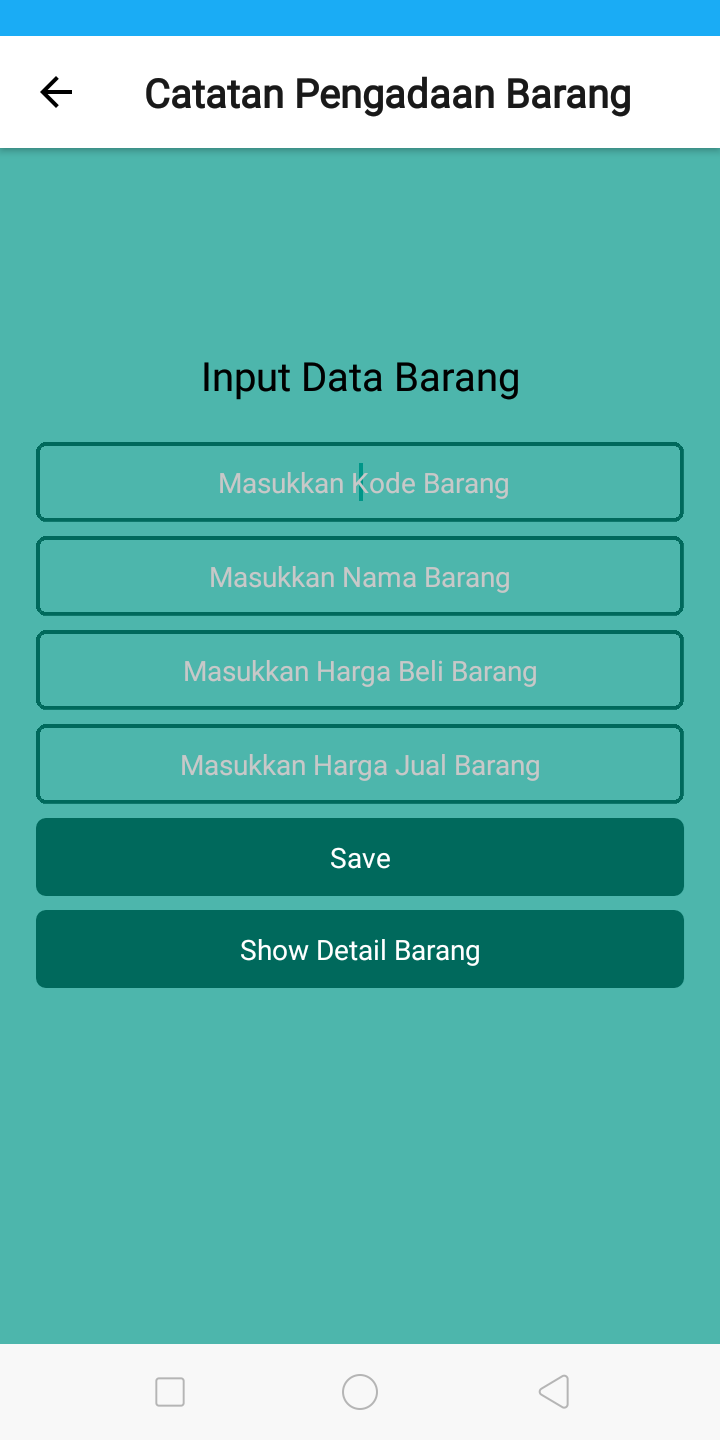 Catatan Pengadaan Barang
Input Data Barang
Masukkan Kode Barang
Masukkan Nama Barang
Masukkan Harga Beli Barang
Masukkan Harga Jual Barang
Save
Show Detail Barang